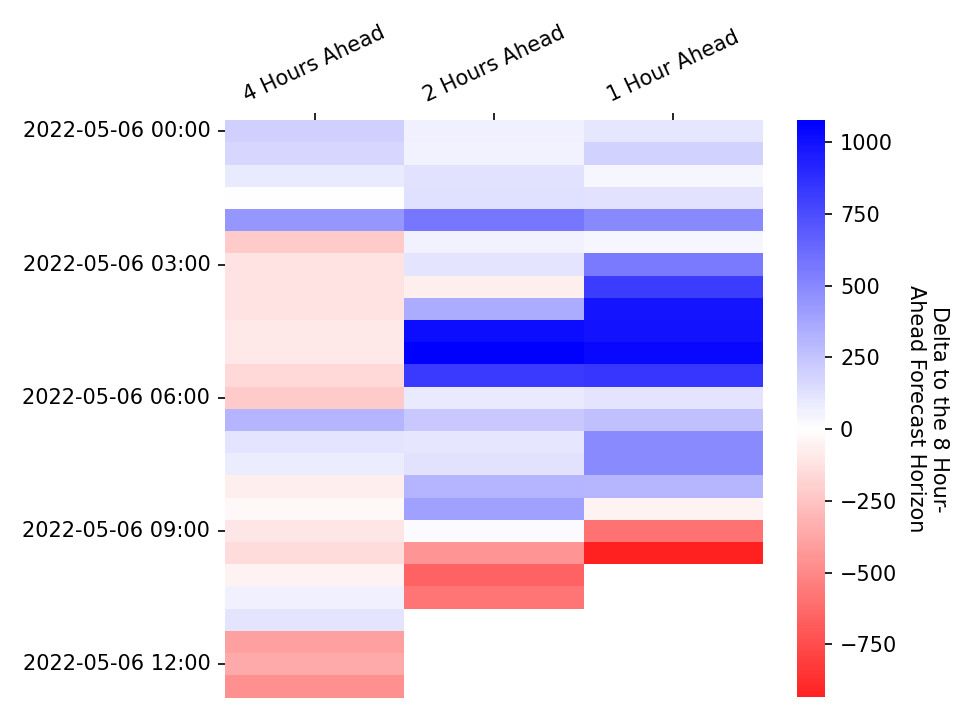 4 Hours Ahead
2 Hours Ahead
1 Hour Ahead
2022-05-06 00:00
2022-05-06 03:00
2022-05-06 06:00
2022-05-06 09:00
2022-05-06 12:00
1000
750
500
250
0
−250
−500
−750
Delta to the 8 Hour-
Ahead Forecast Horizon